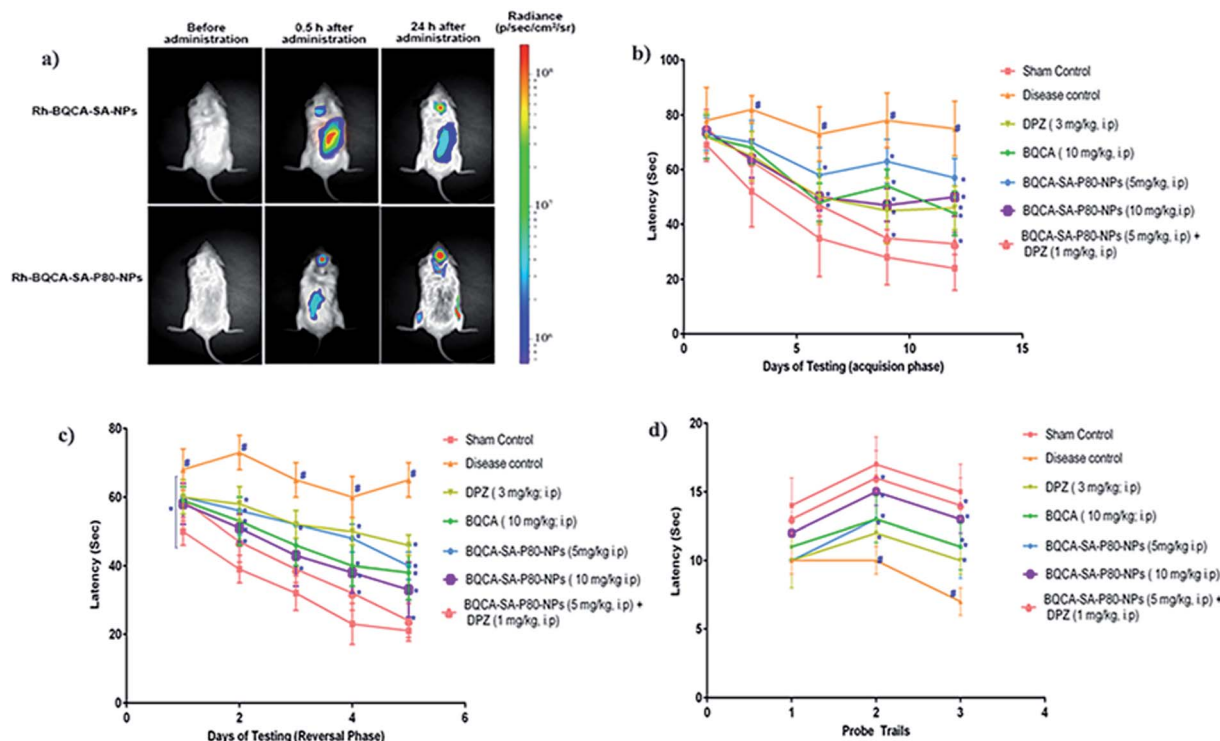 a)
Before
administration
0.5 h after
administration
24 h after
administration
Radiance
(p/sec/cm²/sr)
Rh-BQCA-SA-NPs
Rh-BQCA-SA-P80-NPs
10⁸
10⁷
10⁶
b)
Latency (Sec)
100
80
60
40
20
0
0
5
10
15
Days of Testing (acquision phase)
Sham Control
Disease control
DPZ ( 3 mg/kg, i.p)
BQCA ( 10 mg/kg, i.p)
BQCA-SA-P80-NPs (5mg/kg, i.p)
BQCA-SA-P80-NPs (10 mg/kg,i.p)
BQCA-SA-P80-NPs (5 mg/kg, i.p) +
DPZ (1 mg/kg, i.p)
# # # # #
* * * * * * * * * * * *
c)
Latency (Sec)
80
60
40
20
0
0
2
4
6
Days of Testing (Reversal Phase)
Sham Control
Disease control
DPZ ( 3 mg/kg; i.p)
BQCA ( 10 mg/kg; i.p)
BQCA-SA-P80-NPs (5mg/kg i.p)
BQCA-SA-P80-NPs ( 10 mg/kg i.p)
BQCA-SA-P80-NPs (5 mg/kg, i.p) +
DPZ (1 mg/kg, i.p)
# # # # #
d)
Latency (Sec)
20
15
10
5
0
0
1
2
3
4
Probe Trails
Sham Control
Disease control
DPZ ( 3 mg/kg; i.p)
BQCA ( 10 mg/kg; i.p)
BQCA-SA-P80-NPs (5mg/kg i.p)
BQCA-SA-P80-NPs ( 10 mg/kg i.p)
BQCA-SA-P80-NPs (5 mg/kg, i.p) +
DPZ (1 mg/kg, i.p)
# #